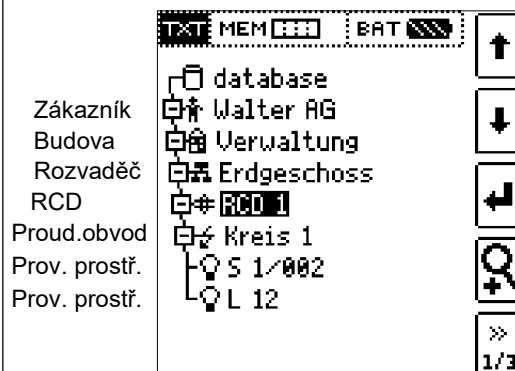 TXT MEM BAT
database
Zákazník Walter AG
Budova Verwaltung
Rozvaděč Erdgeschoss
RCD RCD 1
Proud.obvod Kreis 1
Prov. prostř. S 1/002
Prov. prostř. L 12
»
1/3